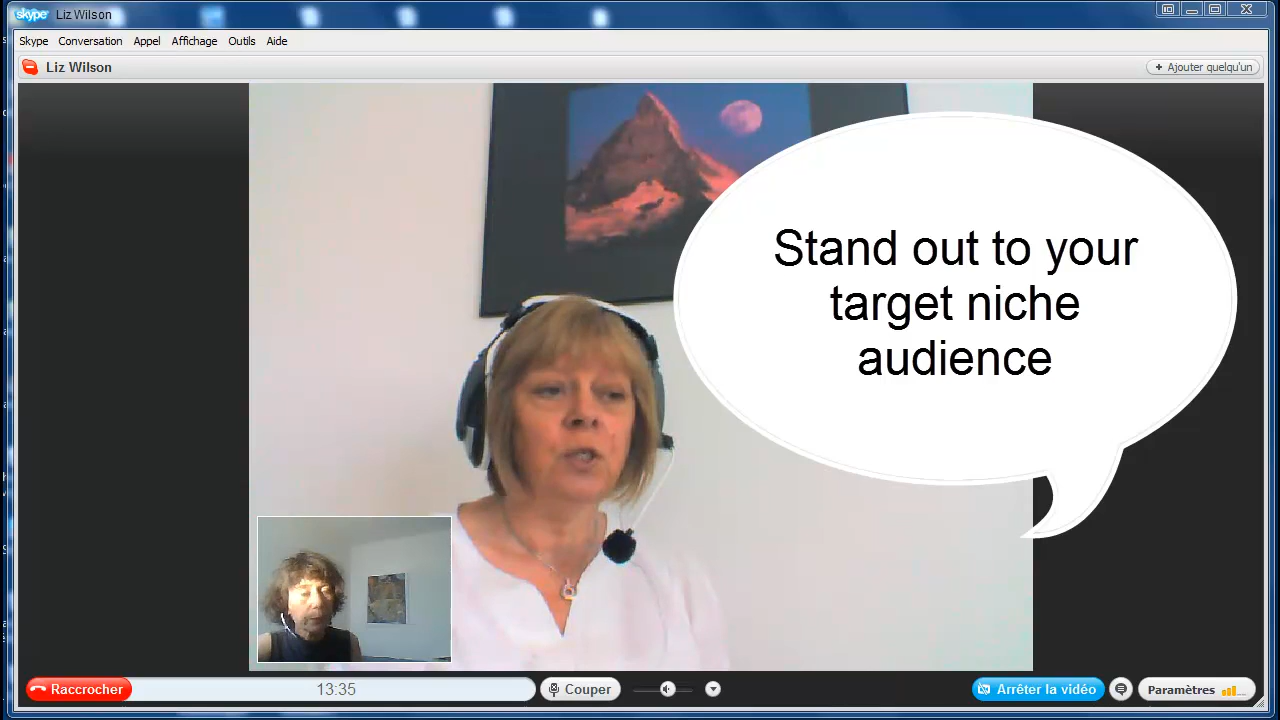 skype Liz Wilson
Skype Conversation Appel Affichage Outils Aide
Liz Wilson
+ Ajouter quelqu'un
Stand out to your
target niche
audience
Raccrocher
13:35
Couper
Arrêter la vidéo
Paramètres